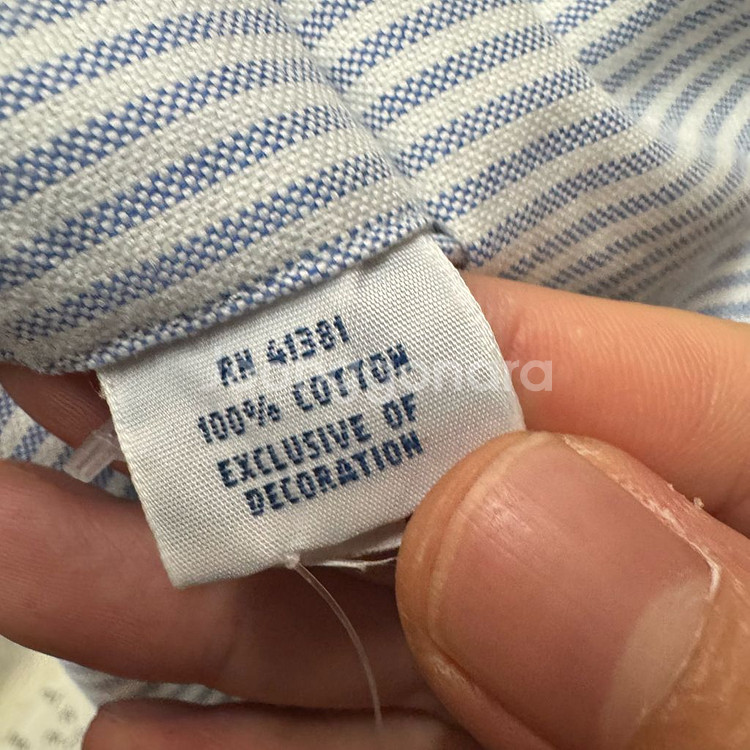 RN 41381
100% COTTON
EXCLUSIVE OF
DECORATION